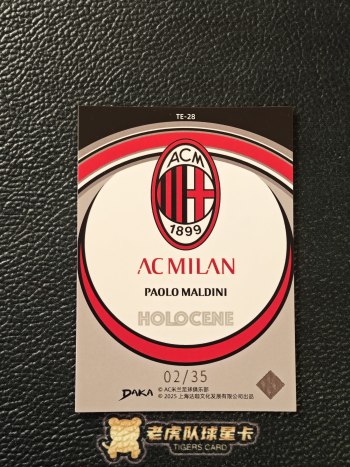 TE-28
ACM
1899
AC MILAN
PAOLO MALDINI
HOLOCENE
02/35
DAKA
© AC米兰足球俱乐部
© 2025 上海达咖文化发展有限公司出品
老虎队球星卡
TIGERS CARD